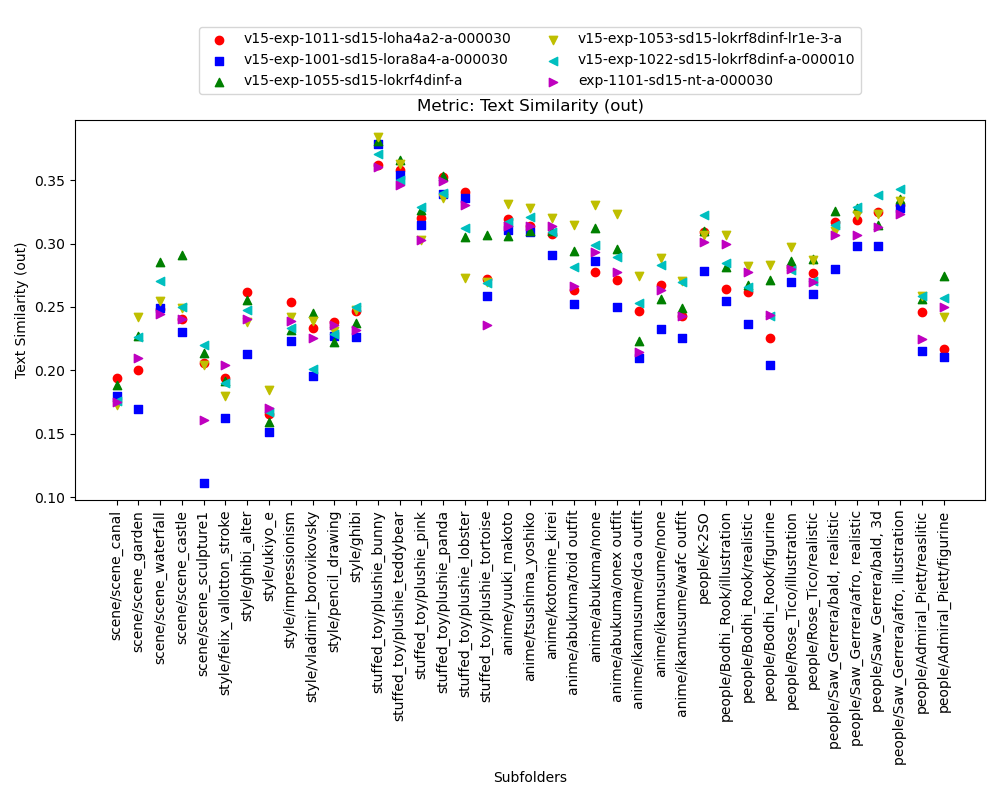 v15-exp-1011-sd15-loha4a2-a-000030
v15-exp-1001-sd15-lora8a4-a-000030
v15-exp-1055-sd15-lokrf4dinf-a
v15-exp-1053-sd15-lokrf8dinf-lr1e-3-a
v15-exp-1022-sd15-lokrf8dinf-a-000010
exp-1101-sd15-nt-a-000030
Metric: Text Similarity (out)
Text Similarity (out)
0.35
0.30
0.25
0.20
0.15
0.10
scene/scene_canal
scene/scene_garden
scene/scene_waterfall
scene/scene_castle
scene/scene_sculpture1
style/felix_vallotton_stroke
style/ghibi_alter
style/ukiyo_e
style/impressionism
style/vladimir_borovikovsky
style/pencil_drawing
style/ghibi
stuffed_toy/plushie_bunny
stuffed_toy/plushie_teddybear
stuffed_toy/plushie_pink
stuffed_toy/plushie_panda
stuffed_toy/plushie_lobster
stuffed_toy/plushie_tortoise
anime/yuuki_makoto
anime/tsushima_yoshiko
anime/kotomine_kirei
anime/abukuma/toid outfit
anime/abukuma/none
anime/abukuma/onex outfit
anime/ikamusume/dca outfit
anime/ikamusume/none
anime/ikamusume/wafc outfit
people/K-2SO
people/Bodhi_Rook/illustration
people/Bodhi_Rook/realistic
people/Bodhi_Rook/figurine
people/Rose_Tico/illustration
people/Rose_Tico/realistic
people/Saw_Gerrera/bald, realistic
people/Saw_Gerrera/afro, realistic
people/Saw_Gerrera/bald, 3d
people/Saw_Gerrera/afro, illustration
people/Admiral_Piett/reaslitic
people/Admiral_Piett/figurine
Subfolders